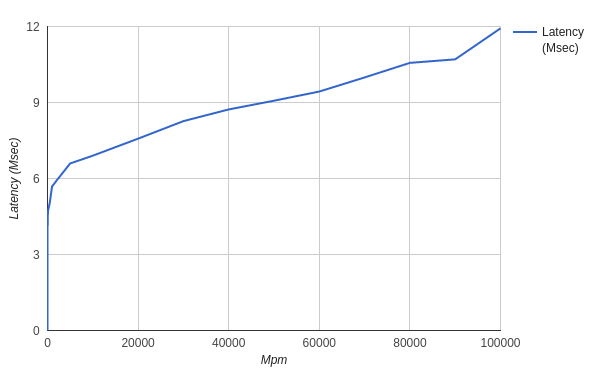 12
9
6
3
0
Latency (Msec)
0
20000
40000
60000
80000
100000
Mpm
Latency
(Msec)